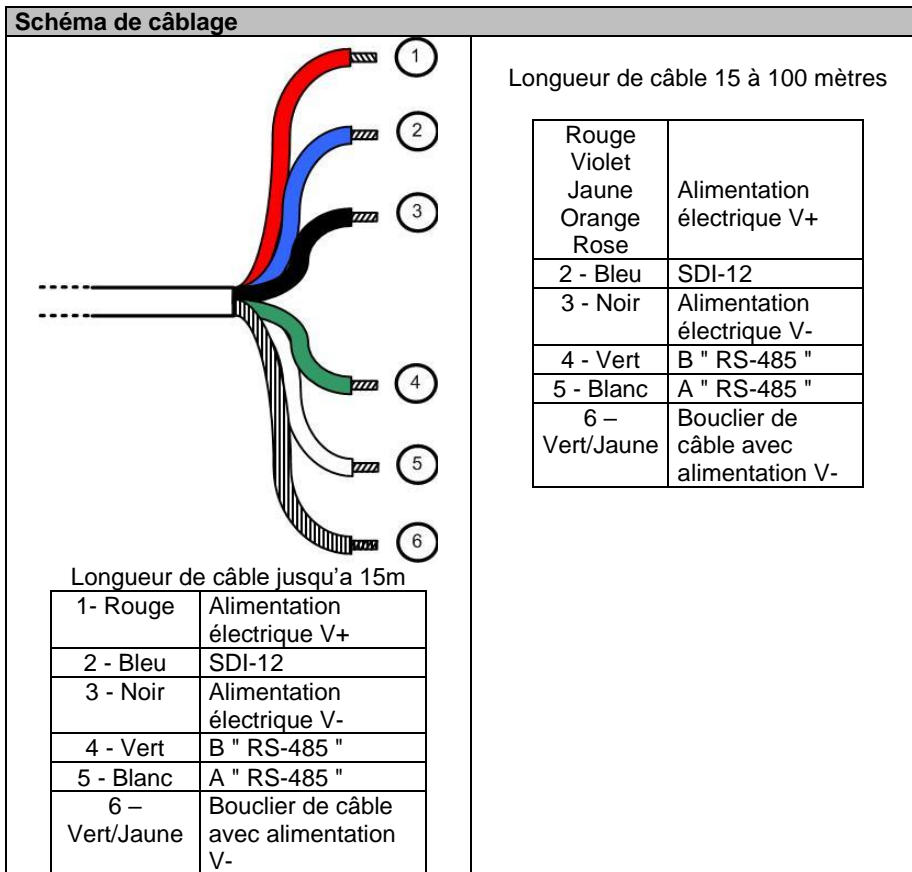 Schéma de câblage
1
2
3
4
5
6
Longueur de câble jusqu'a 15m
1- Rouge Alimentation
électrique V+
2 - Bleu SDI-12
3 - Noir Alimentation
électrique V-
4 - Vert B " RS-485 "
5 - Blanc A " RS-485 "
6 – Bouclier de câble
Vert/Jaune avec alimentation
V-
Longueur de câble 15 à 100 mètres
Rouge
Violet
Jaune Alimentation
Orange électrique V+
Rose
2 - Bleu SDI-12
3 - Noir Alimentation
électrique V-
4 - Vert B " RS-485 "
5 - Blanc A " RS-485 "
6 – Bouclier de
Vert/Jaune câble avec
alimentation V-